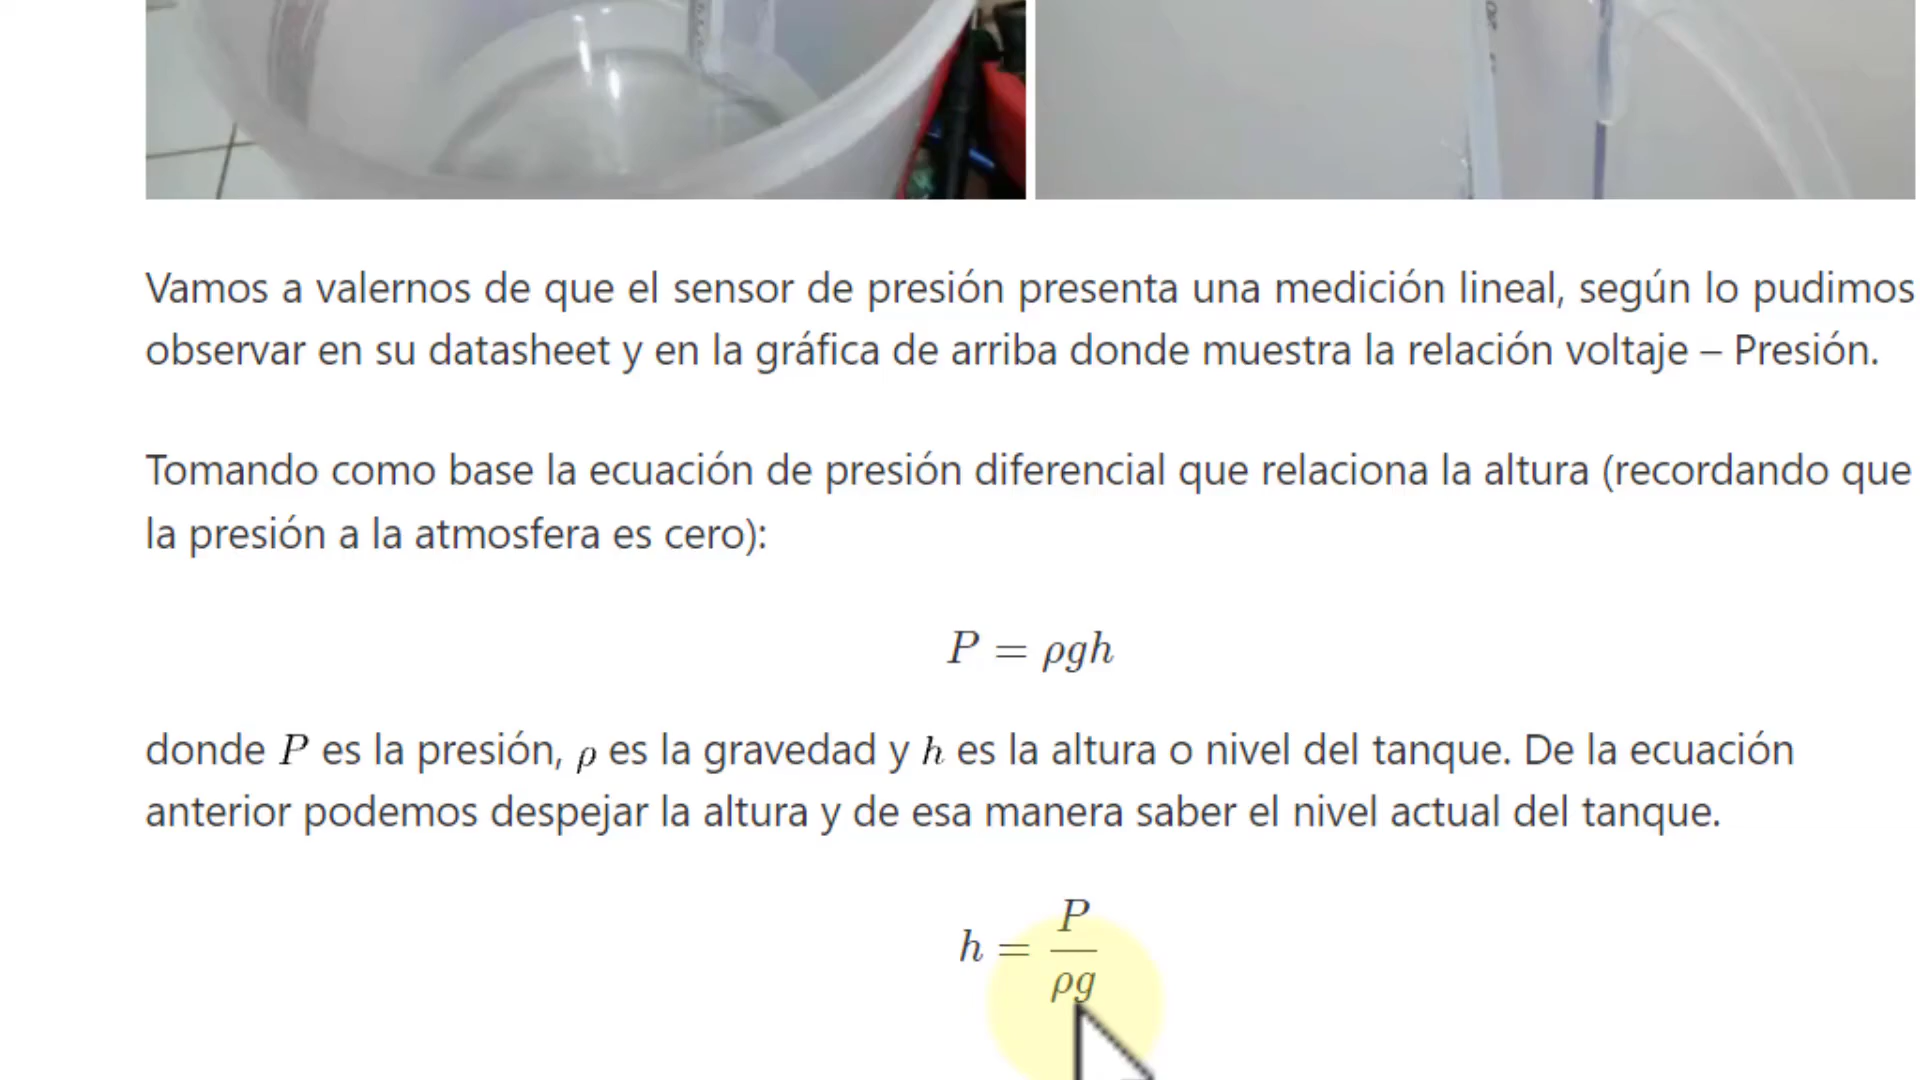 Vamos a valernos de que el sensor de presión presenta una medición lineal, según lo pudimos
observar en su datasheet y en la gráfica de arriba donde muestra la relación voltaje – Presión.
Tomando como base la ecuación de presión diferencial que relaciona la altura (recordando que
la presión a la atmosfera es cero):
P = ρgh
donde P es la presión, ρ es la gravedad y h es la altura o nivel del tanque. De la ecuación
anterior podemos despejar la altura y de esa manera saber el nivel actual del tanque.
h = P/ρg